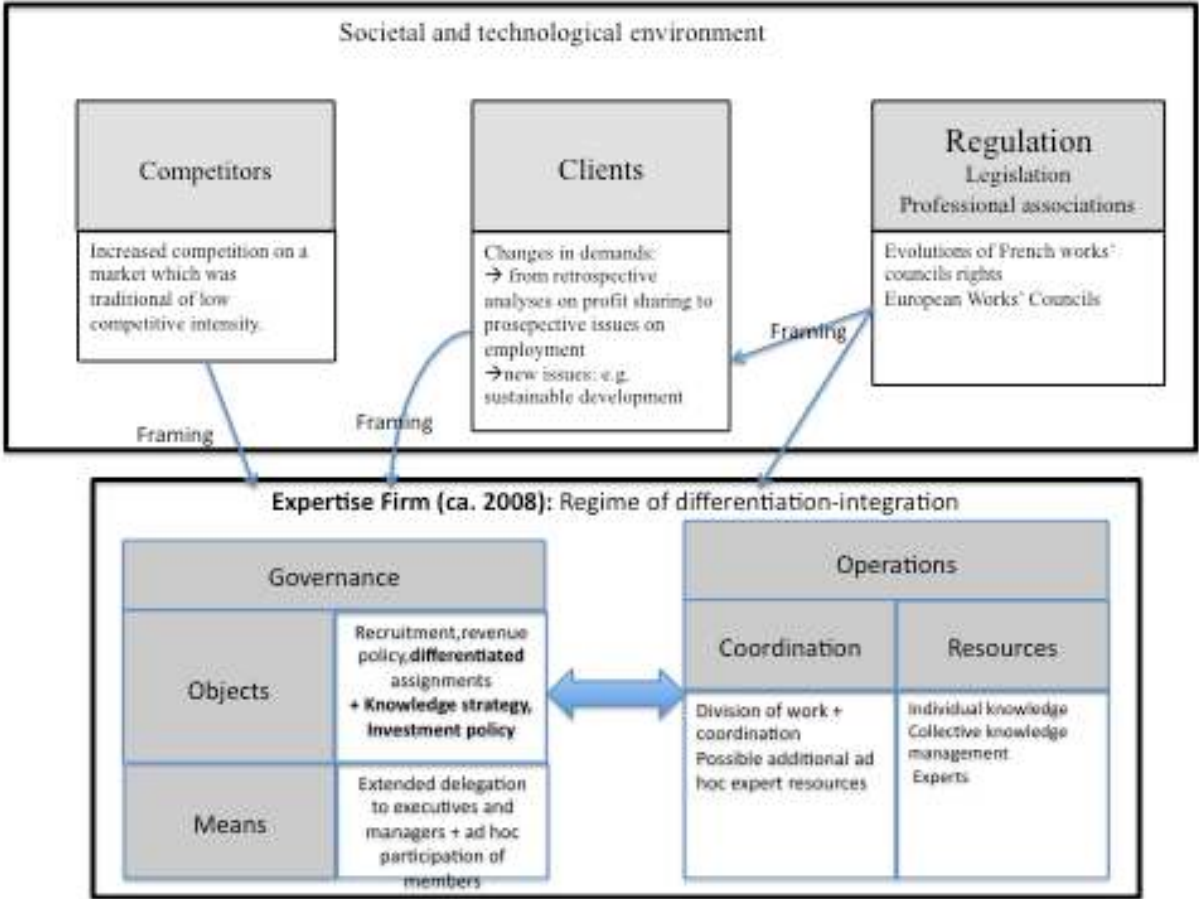 Societal and technological environment
Competitors
Increased competition on a
market which was
traditional of low
competitive intensity.
Clients
Changes in demands:
→ from retrospective
analyses on profit sharing to
prosepective issues on
employment
→new issues: e.g.
sustainable development
Regulation
Legislation
Professional associations
Evolutions of French works'
councils rights
European Works' Councils
Framing
Framing
Framing
Expertise Firm (ca. 2008): Regime of differentiation-integration
Governance
Objects
Recruitment,revenue
policy,differentiated
assignments
+ Knowledge strategy,
Investment policy
Means
Extended delegation
to executives and
managers + ad hoc
participation of
members
Operations
Coordination
Division of work +
coordination
Possible additional ad
hoc expert resources
Resources
Individual knowledge
Collective knowledge
management
Experts